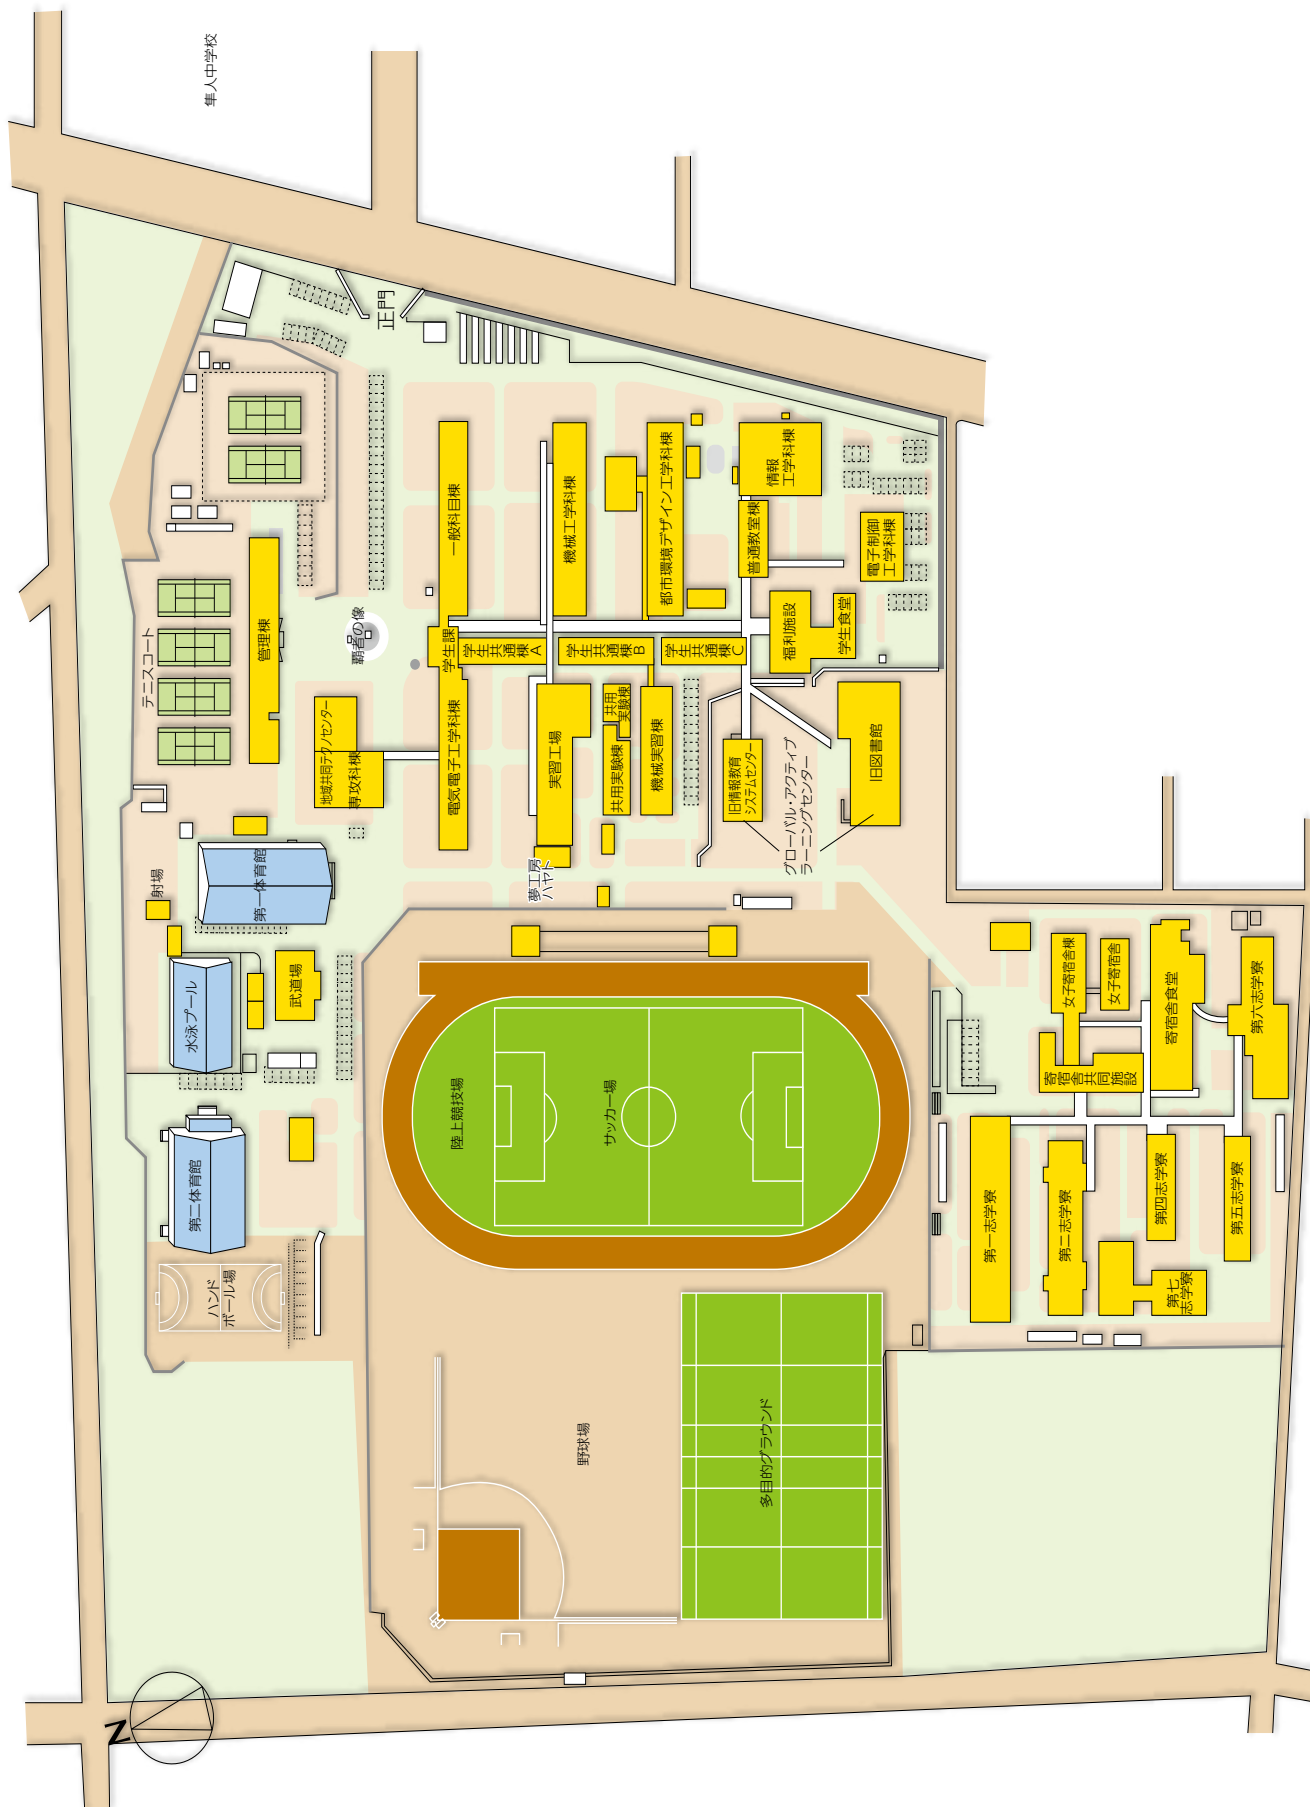 隼人中学校
正門
テニスコート
管理棟
覇者の像
一般科目棟
機械工学科棟
都市環境デザイン工学科棟
情報
工学科棟
普通教室棟
電子制御
工学科棟
学生課
学生
共通
棟A
学生
共通
棟B
学生
共通
棟C
福利施設
学生食堂
地域共同テクノセンター
専攻科棟
電気電子工学科棟
実習工場
共用
実験棟
共用実験棟
機械実習棟
旧情報教育
システムセンター
グローバル・アクティブ
ラーニングセンター
旧図書館
夢工房
ハヤト
第一体育館
射場
水泳プール
武道場
第二体育館
ハンド
ボール場
陸上競技場
サッカー場
野球場
多目的グラウンド
女子寄宿舎棟
女子寄宿舎
寄宿舎食堂
第六志学寮
寄宿舎共同施設
第一志学寮
第二志学寮
第四志学寮
第五志学寮
第七
志学寮
N